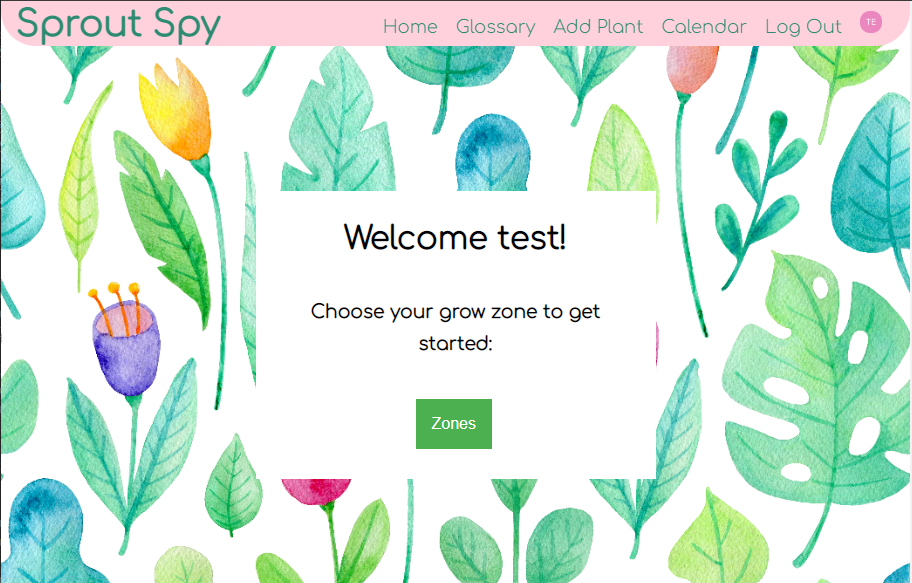 Sprout Spy
Home Glossary Add Plant Calendar Log Out TE
Welcome test!
Choose your grow zone to get
started:
Zones